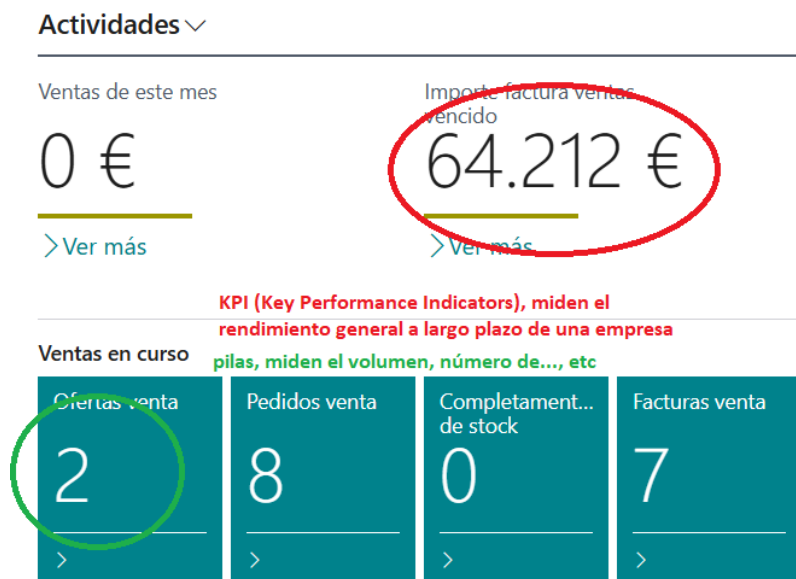 Actividades
Ventas de este mes
Importe factura ventas
vencido
0 €
64.212 €
Ver más
Ver más
KPI (Key Performance Indicators), miden el
rendimiento general a largo plazo de una empresa
Ventas en curso
pilas, miden el volumen, número de..., etc
Ofertas venta
Pedidos venta
Completament...
de stock
Facturas venta
2
8
0
7